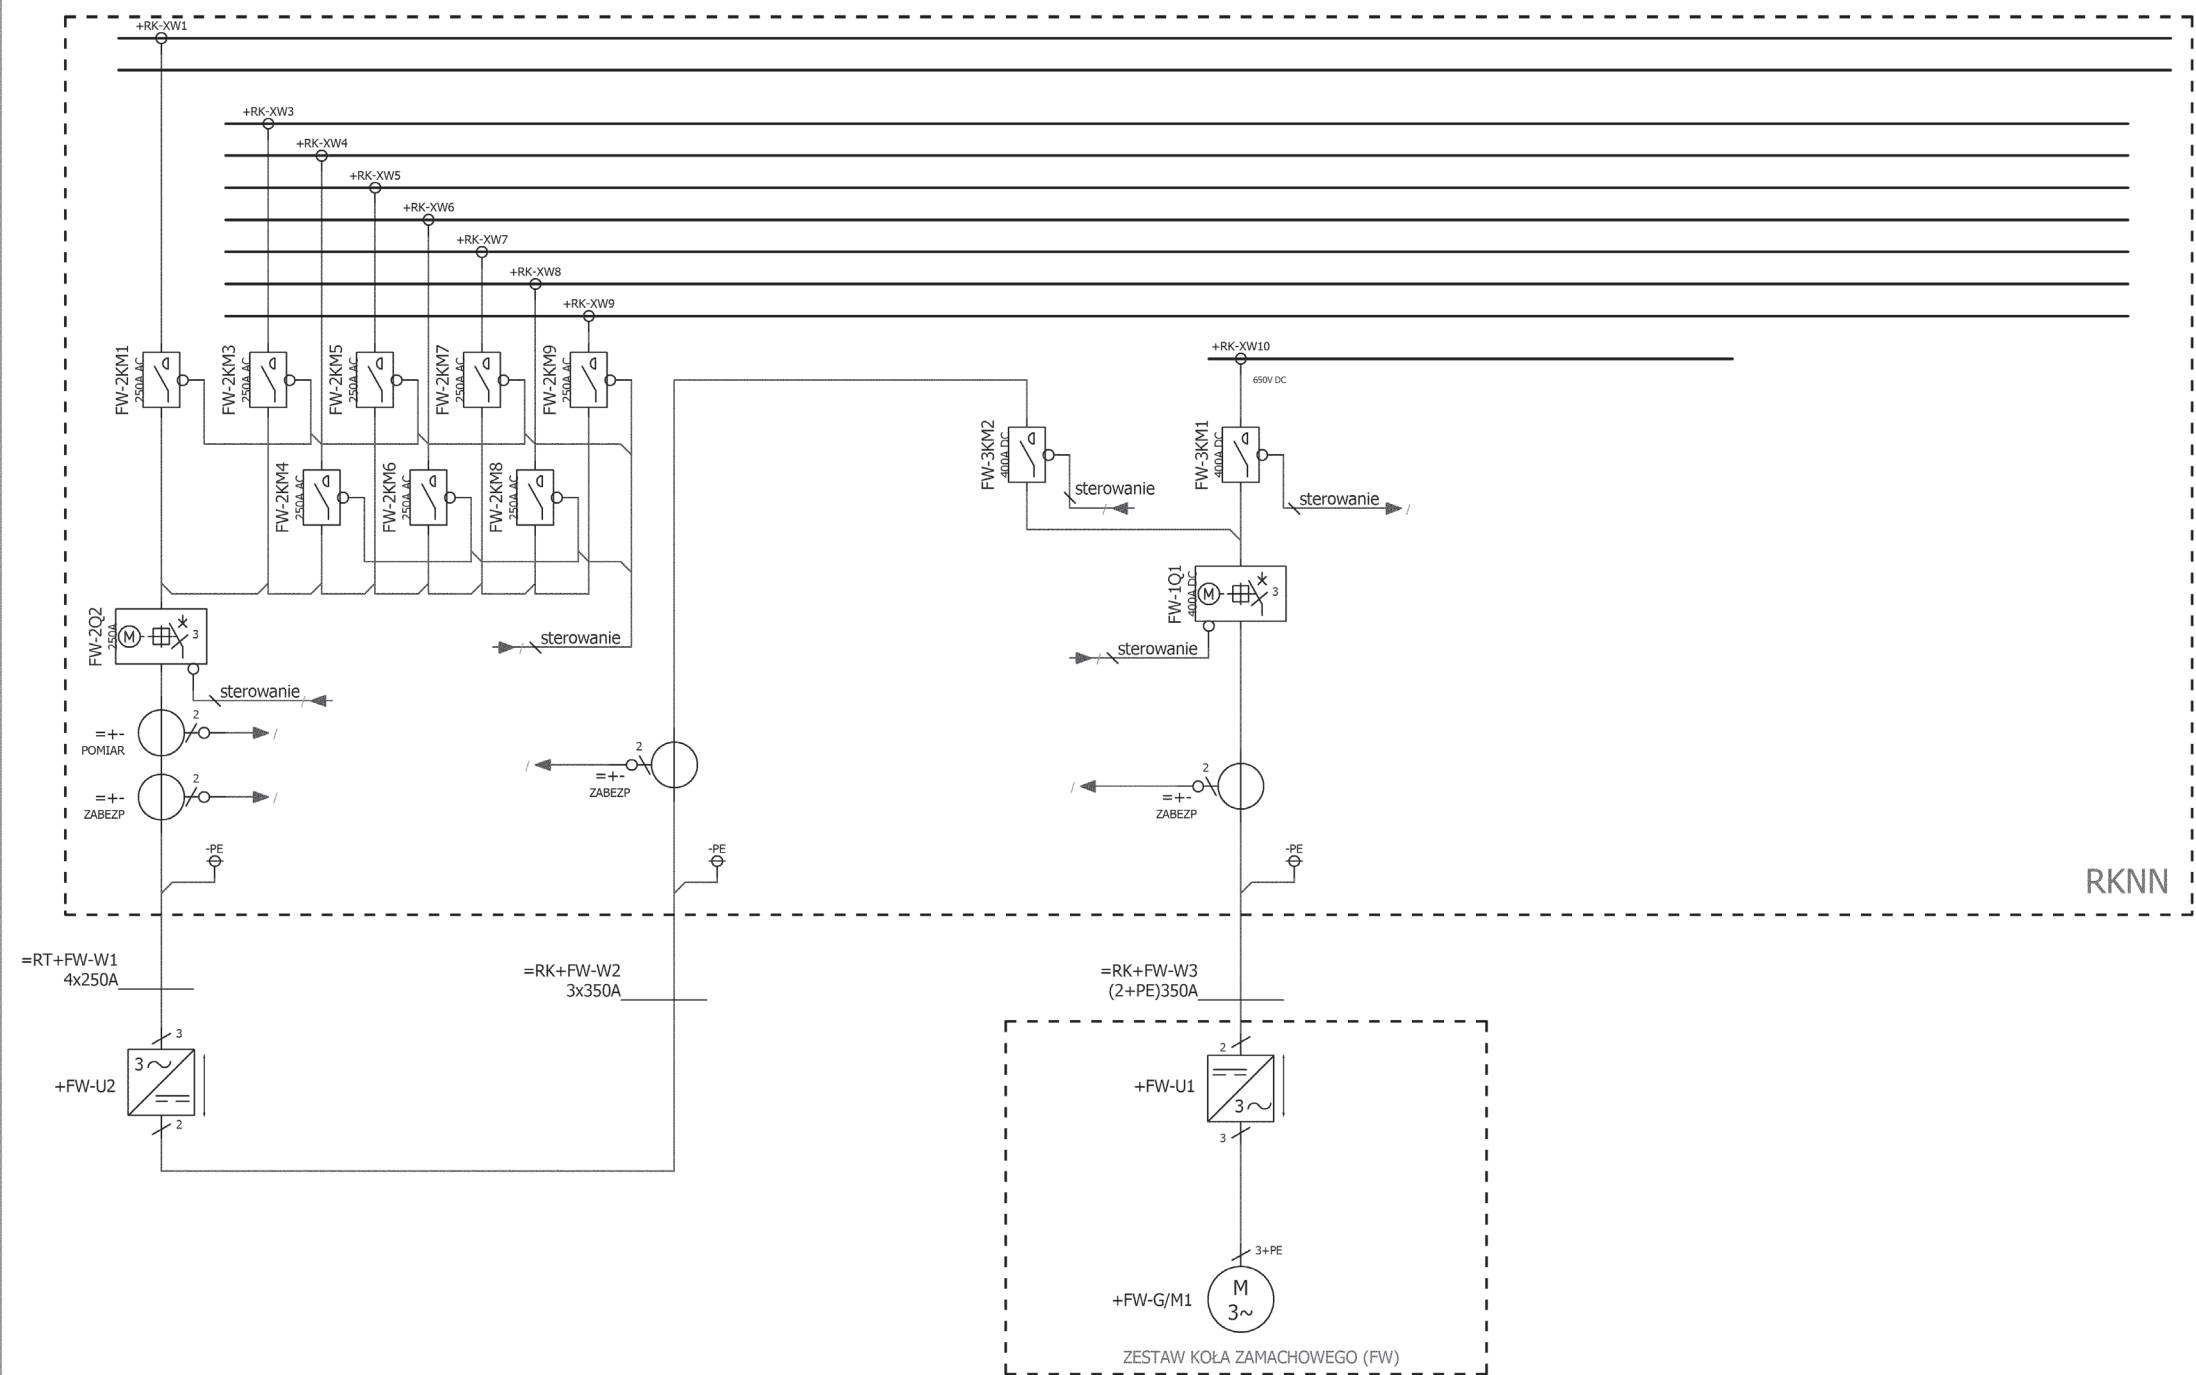 +RK-XW1
+RK-XW3
+RK-XW4
+RK-XW5
+RK-XW6
+RK-XW7
+RK-XW8
+RK-XW9
+RK-XW10
650V DC
FW-2KM1
250A AC
FW-2KM3
250A AC
FW-2KM5
250A AC
FW-2KM7
250A AC
FW-2KM9
250A AC
FW-3KM2
400A DC
FW-3KM1
400A DC
FW-2KM4
250A AC
FW-2KM6
250A AC
FW-2KM8
250A AC
sterowanie
/
sterowanie
/
FW-1Q1
400A DC
M
3
FW-2Q2
250A
M
3
sterowanie
/
sterowanie
/
sterowanie
/
2
=+-
POMIAR
/
2
=+-
ZABEZP
/
2
/
=+-
ZABEZP
2
/
=+-
ZABEZP
-PE
-PE
-PE
RKNN
=RT+FW-W1
4x250A
=RK+FW-W2
3x350A
=RK+FW-W3
(2+PE)350A
3
3
+FW-U2
2
2
+FW-U1
3
3
3+PE
M
3~
+FW-G/M1
ZESTAW KOŁA ZAMACHOWEGO (FW)